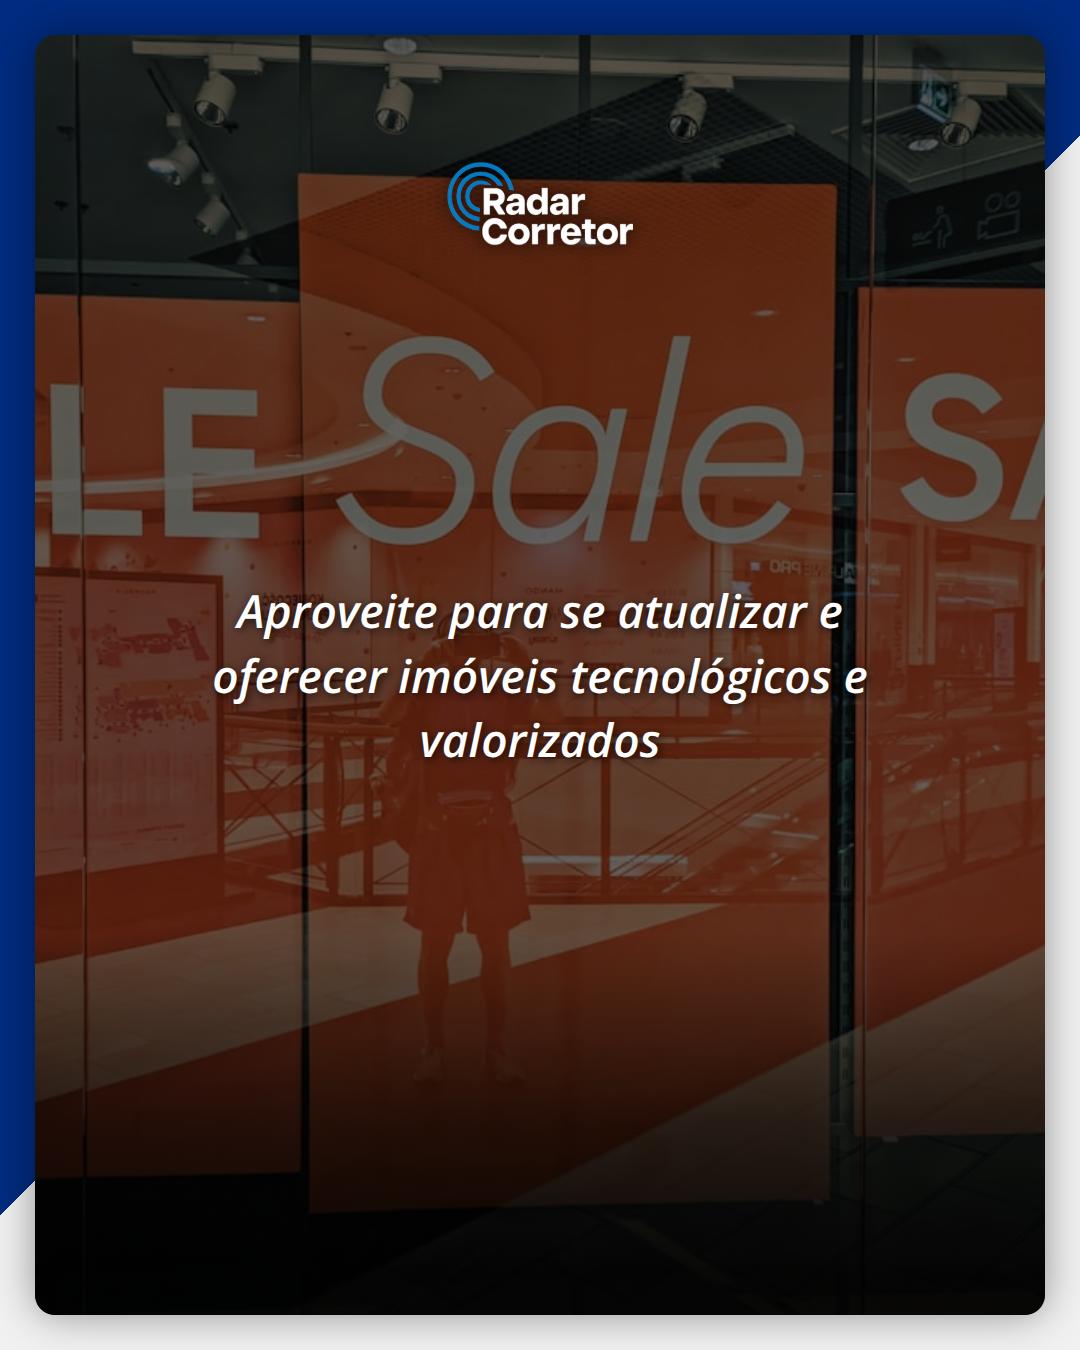 Radar
Corretor
LE Sale SA
Aproveite para se atualizar e
oferecer imóveis tecnológicos e
valorizados